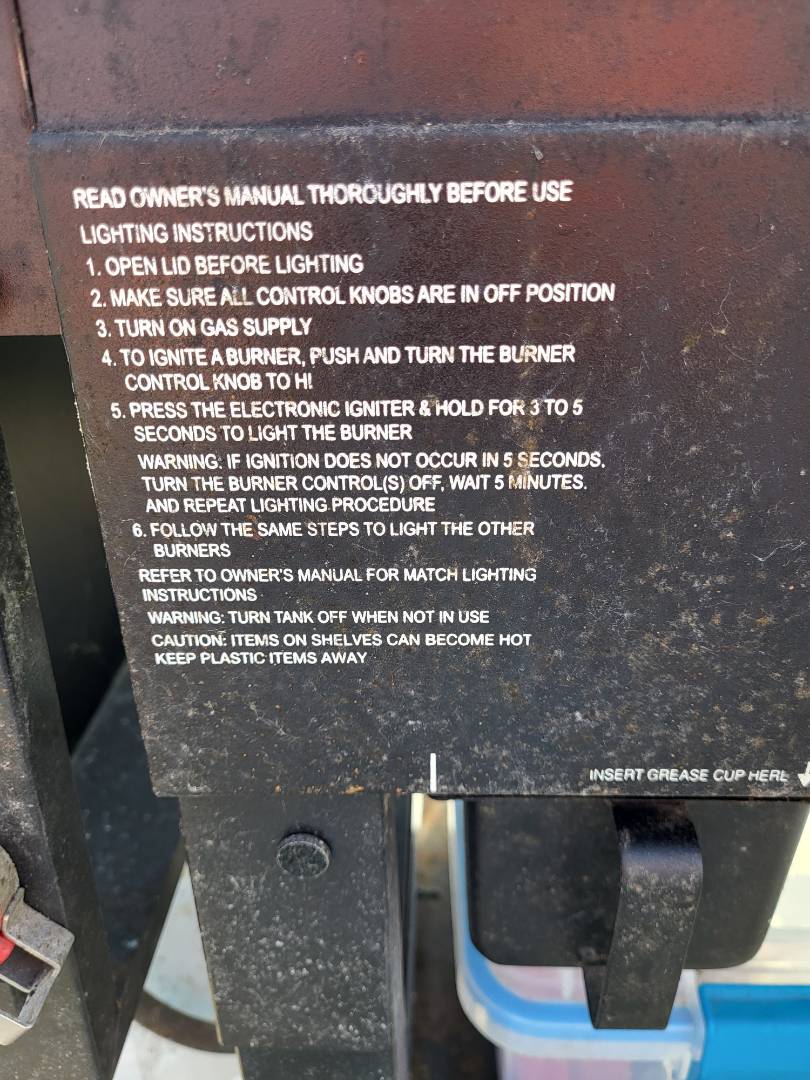 READ OWNER'S MANUAL THOROUGHLY BEFORE USE
LIGHTING INSTRUCTIONS
1. OPEN LID BEFORE LIGHTING
2. MAKE SURE ALL CONTROL KNOBS ARE IN OFF POSITION
3. TURN ON GAS SUPPLY
4. TO IGNITE A BURNER, PUSH AND TURN THE BURNER
CONTROL KNOB TO HI
5. PRESS THE ELECTRONIC IGNITER & HOLD FOR 3 TO 5
SECONDS TO LIGHT THE BURNER
WARNING: IF IGNITION DOES NOT OCCUR IN 5 SECONDS,
TURN THE BURNER CONTROL(S) OFF, WAIT 5 MINUTES.
AND REPEAT LIGHTING PROCEDURE
6. FOLLOW THE SAME STEPS TO LIGHT THE OTHER
BURNERS
REFER TO OWNER'S MANUAL FOR MATCH LIGHTING
INSTRUCTIONS
WARNING: TURN TANK OFF WHEN NOT IN USE
CAUTION: ITEMS ON SHELVES CAN BECOME HOT
KEEP PLASTIC ITEMS AWAY
INSERT GREASE CUP HERE